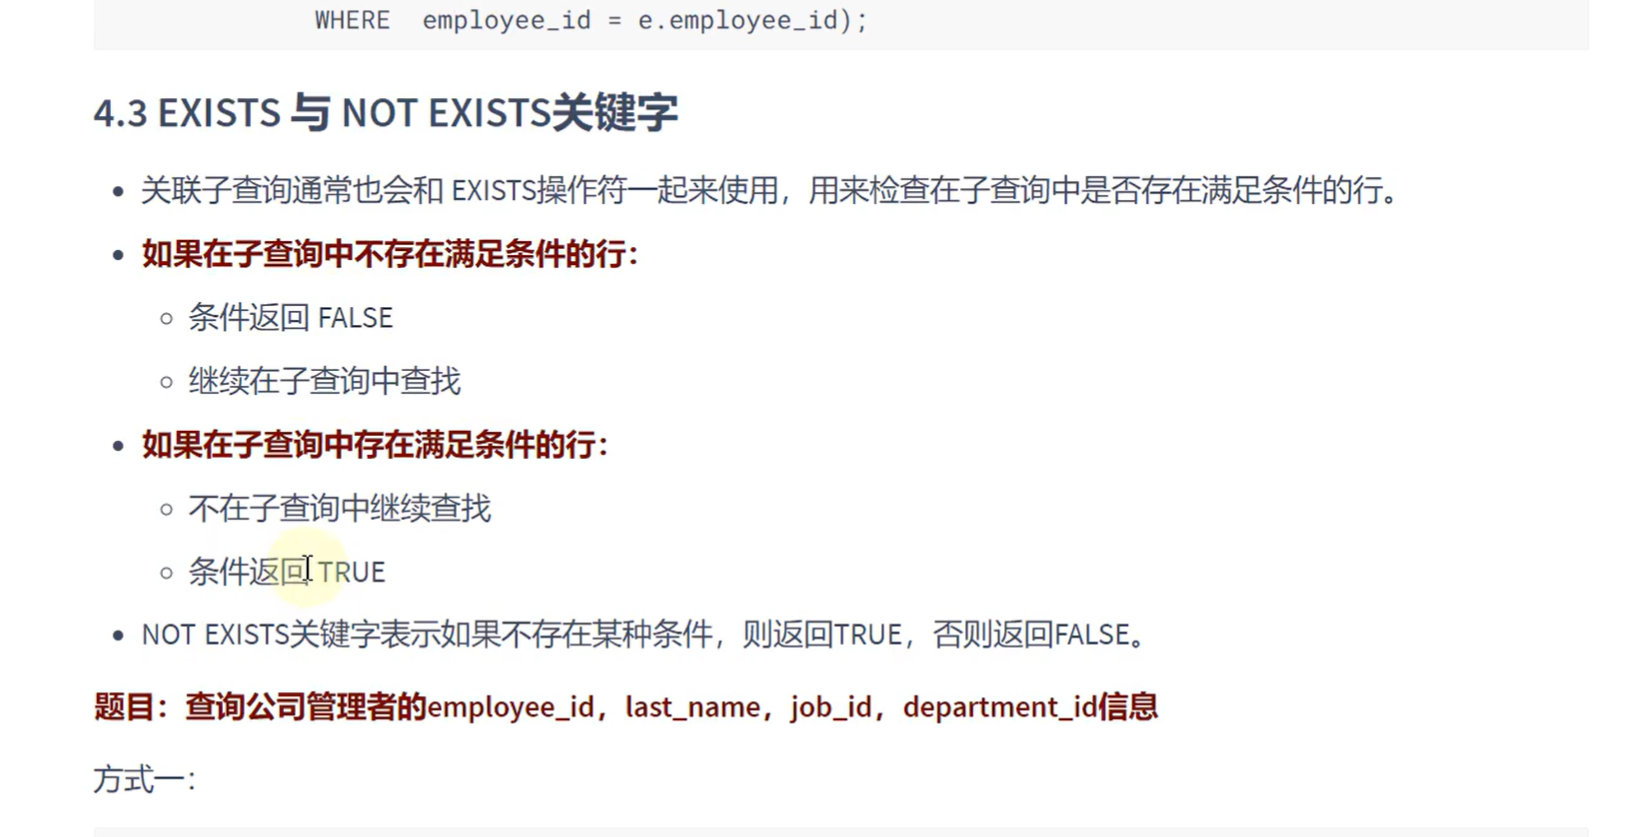 WHERE employee_id = e.employee_id);
4.3 EXISTS 与 NOT EXISTS关键字
• 关联子查询通常也会和 EXISTS操作符一起来使用，用来检查在子查询中是否存在满足条件的行。
• 如果在子查询中不存在满足条件的行：
○ 条件返回 FALSE
○ 继续在子查询中查找
• 如果在子查询中存在满足条件的行：
○ 不在子查询中继续查找
○ 条件返回 TRUE
• NOT EXISTS关键字表示如果不存在某种条件，则返回TRUE，否则返回FALSE。
题目：查询公司管理者的employee_id，last_name，job_id，department_id信息
方式一：